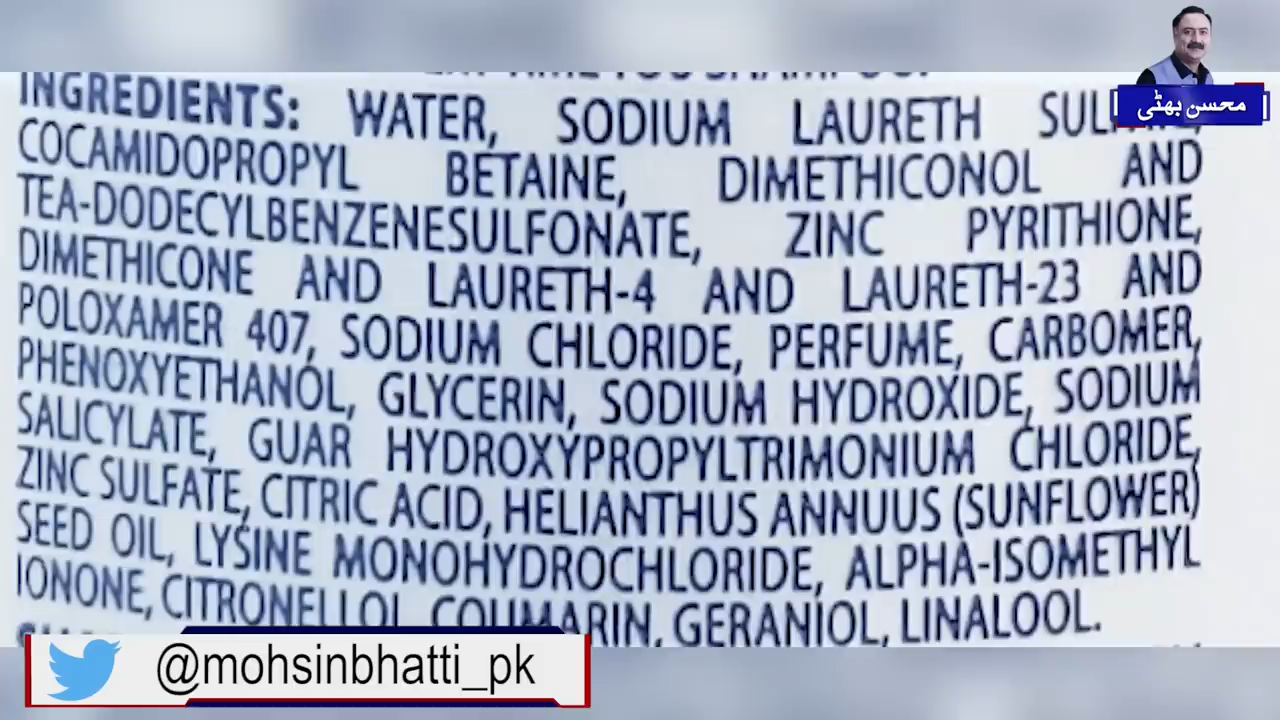 محسن بھٹی
INGREDIENTS: WATER, SODIUM LAURETH
COCAMIDOPROPYL BETAINE, DIMETHICONOL AND
TEA-DODECYLBENZENESULFONATE, ZINC PYRITHIONE,
DIMETHICONE AND LAURETH-4 AND LAURETH-23 AND
POLOXAMER 407, SODIUM CHLORIDE, PERFUME, CARBOMER,
PHENOXYETHANOL, GLYCERIN, SODIUM HYDROXIDE, SODIUM
SALICYLATE, GUAR HYDROXYPROPYLTRIMONIUM CHLORIDE,
ZINC SULFATE, CITRIC ACID, HELIANTHUS ANNUUS (SUNFLOWER)
SEED OIL, LYSINE MONOHYDROCHLORIDE, ALPHA-ISOMETHYL
IONONE, CITRONELLOL, COUMARIN, GERANIOL, LINALOOL.
@mohsinbhatti_pk